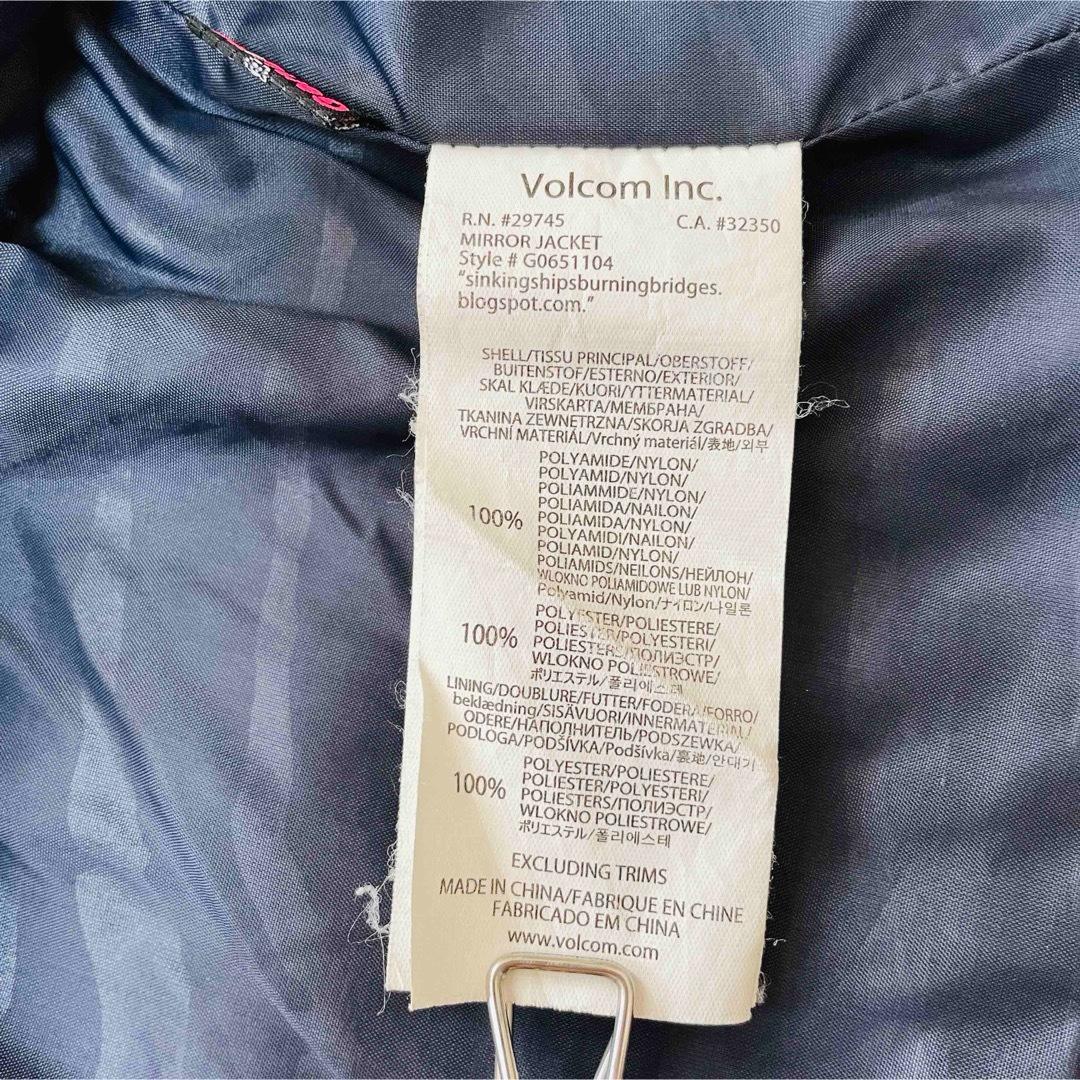 Volcom Inc.
R.N. #29745 C.A. #32350
MIRROR JACKET
Style # G0651104
"sinkingshipsburningbridges.
blogspot.com."
SHELL/TISSU PRINCIPAL/OBERSTOFF/
BUITENSTOF/ESTERNO/EXTERIOR/
SKAL KLÆDE/KUORI/YTTERMATERIAL/
VIRSKARTA/МЕМБРАНА/
TKANINA ZEWNĘTRZNA/SKORJA ZGRADBA/
VRCHNÍ MATERIÁL/Vrchný materiál/表地/외부
POLYAMIDE/NYLON/
POLYAMID/NYLON/
POLIAMMIDE/NYLON/
POLIAMIDA/NAILON/
100% POLIAMIDA/NYLON/
POLYAMIDI/NAILON/
POLIAMID/NYLON/
POLIAMIDS/NEILONS/НЕЙЛОН/
WLOKNO POLIAMIDOWE LUB NYLON/
Polyamid/Nylon/ナイロン/나일론
POLYESTER/POLIESTERE/
100% POLIESTER/POLYESTERI/
POLIESTERS/ПОЛИЭСТР/
WLOKNO POLIESTROWE/
ポリエステル/폴리에스테
LINING/DOUBLURE/FUTTER/FODERA/FORRO/
beklædning/SISÄVUORI/INNERMATERIAL/
ODERE/НАПОЛНИТЕЛЬ/PODSZEWKA/
PODLOGA/PODŠÍVKA/Podšívka/裏地/안대기
POLYESTER/POLIESTERE/
100% POLIESTER/POLYESTERI/
POLIESTERS/ПОЛИЭСТР/
WLOKNO POLIESTROWE/
ポリエステル/폴리에스테
EXCLUDING TRIMS
MADE IN CHINA/FABRIQUE EN CHINE
FABRICADO EM CHINA
www.volcom.com